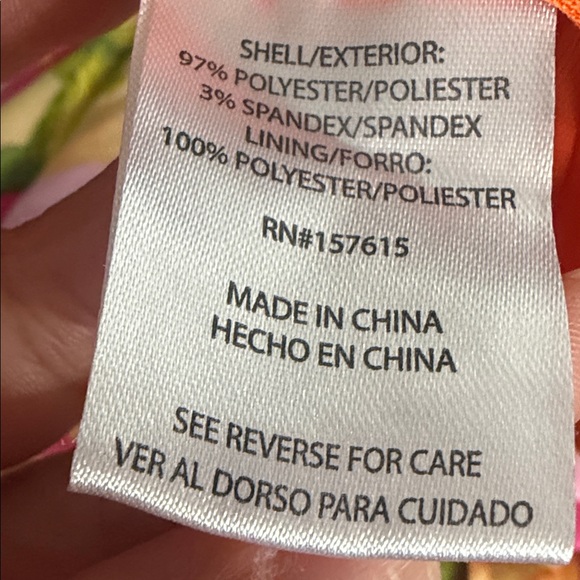 SHELL/EXTERIOR:
97% POLYESTER/POLIESTER
3% SPANDEX/SPANDEX
LINING/FORRO:
100% POLYESTER/POLIESTER
RN#157615
MADE IN CHINA
HECHO EN CHINA
SEE REVERSE FOR CARE
VER AL DORSO PARA CUIDADO